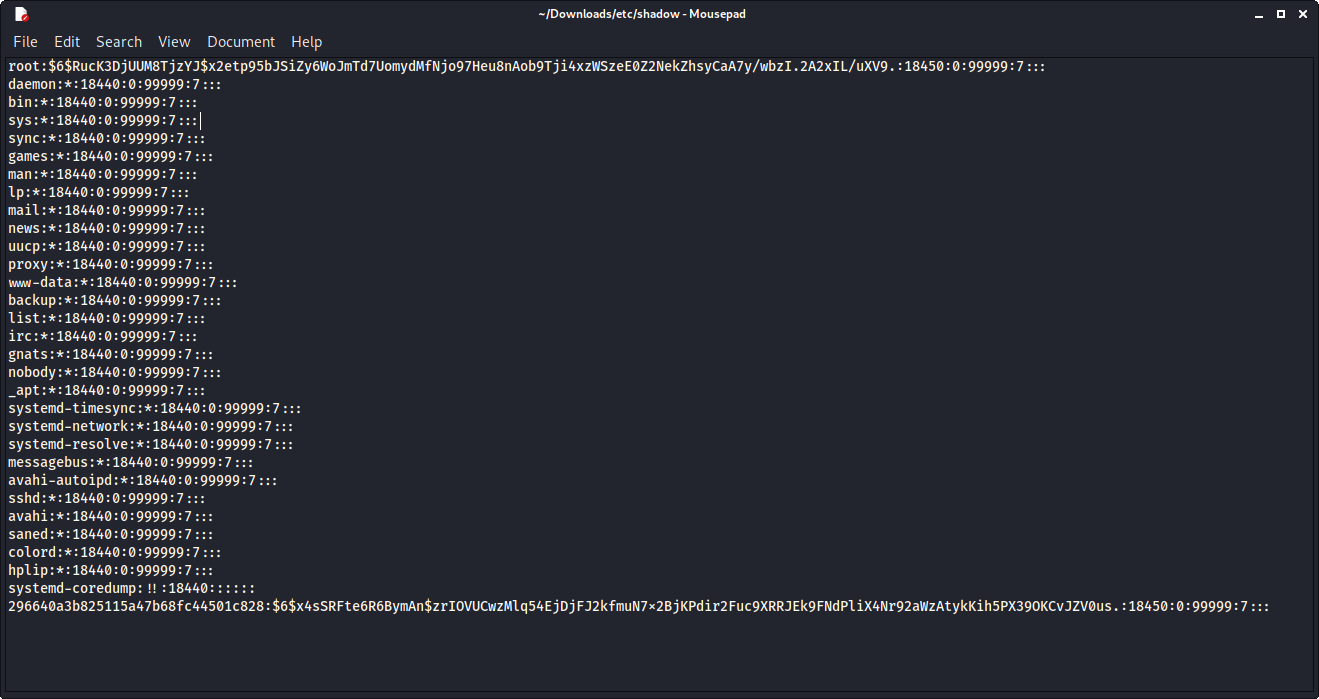 ~/Downloads/etc/shadow - Mousepad
File Edit Search View Document Help
root:$6$RucK3DjUUM8TjzYJ$x2etp95bJSiZy6WoJmTd7UomydMfNjo97Heu8nAob9Tji4xzWSzeE0Z2NekZhsyCaA7y/wbzI.2A2xIL/uXV9.:18450:0:99999:7:::
daemon:*:18440:0:99999:7:::
bin:*:18440:0:99999:7:::
sys:*:18440:0:99999:7:::
sync:*:18440:0:99999:7:::
games:*:18440:0:99999:7:::
man:*:18440:0:99999:7:::
lp:*:18440:0:99999:7:::
mail:*:18440:0:99999:7:::
news:*:18440:0:99999:7:::
uucp:*:18440:0:99999:7:::
proxy:*:18440:0:99999:7:::
www-data:*:18440:0:99999:7:::
backup:*:18440:0:99999:7:::
list:*:18440:0:99999:7:::
irc:*:18440:0:99999:7:::
gnats:*:18440:0:99999:7:::
nobody:*:18440:0:99999:7:::
_apt:*:18440:0:99999:7:::
systemd-timesync:*:18440:0:99999:7:::
systemd-network:*:18440:0:99999:7:::
systemd-resolve:*:18440:0:99999:7:::
messagebus:*:18440:0:99999:7:::
avahi-autoipd:*:18440:0:99999:7:::
sshd:*:18440:0:99999:7:::
avahi:*:18440:0:99999:7:::
saned:*:18440:0:99999:7:::
colord:*:18440:0:99999:7:::
hplip:*:18440:0:99999:7:::
systemd-coredump:!!:18440::::::
296640a3b825115a47b68fc44501c828:$6$x4sSRFte6R6BymAn$zrIOVUCwzMlq54EjDjFJ2kfmuN7x2BjKPdir2Fuc9XRRJEk9FNdPliX4Nr92aWzAtykKih5PX39OKCvJZV0us.:18450:0:99999:7:::